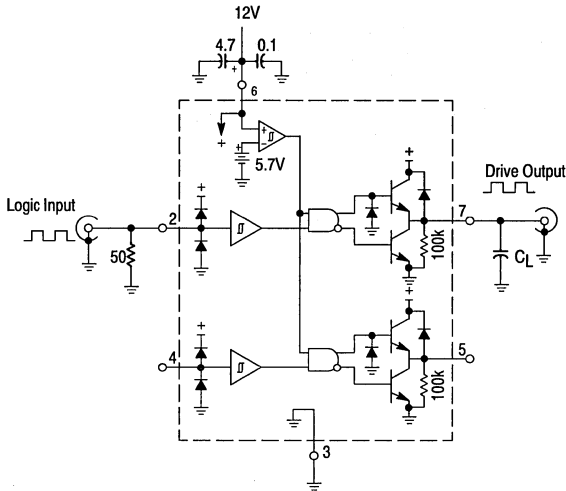 12V
4.7
0.1
+
6
+
+
−
5.7V
+
Drive Output
Logic Input
+
2
7
50
100k
CL
+
+
4
5
100k
3